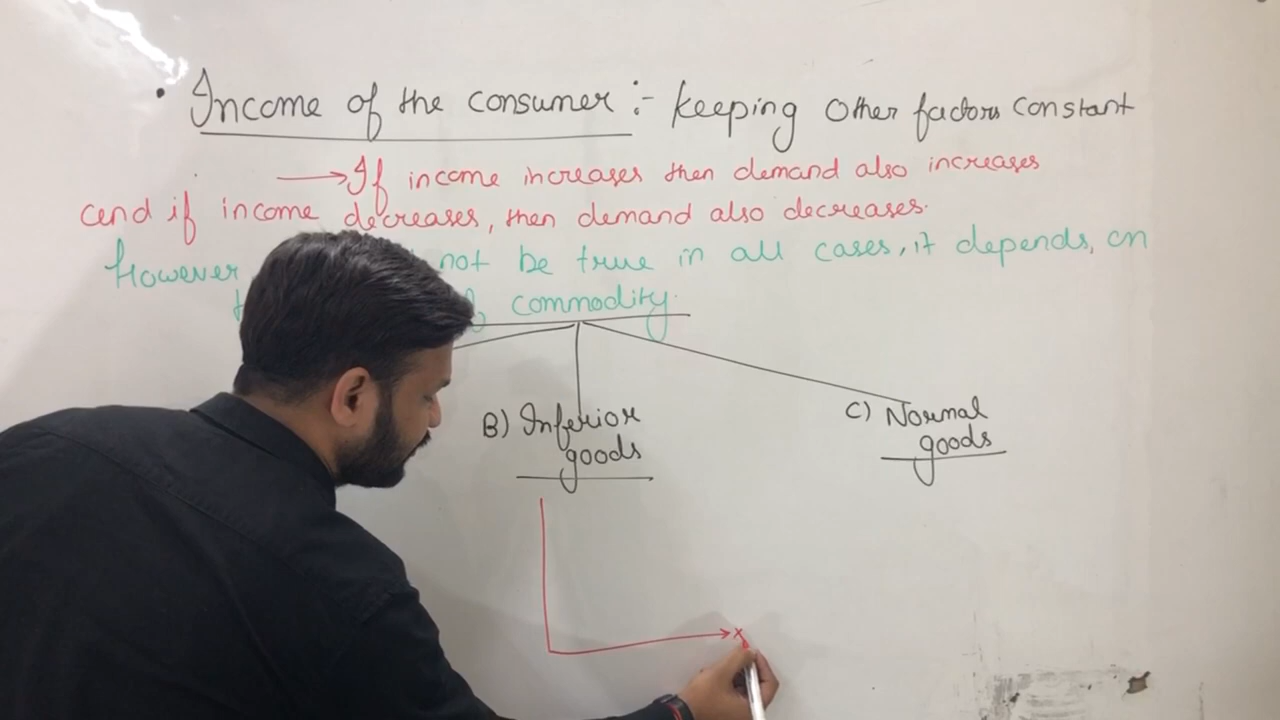 • Income of the consumer :- Keeping other factors constant
→ If income increases then demand also increases
and if income decreases, then demand also decreases.
However not be true in all cases, it depends, on
commodity.
B) Inferior
goods
C) Normal
goods
x